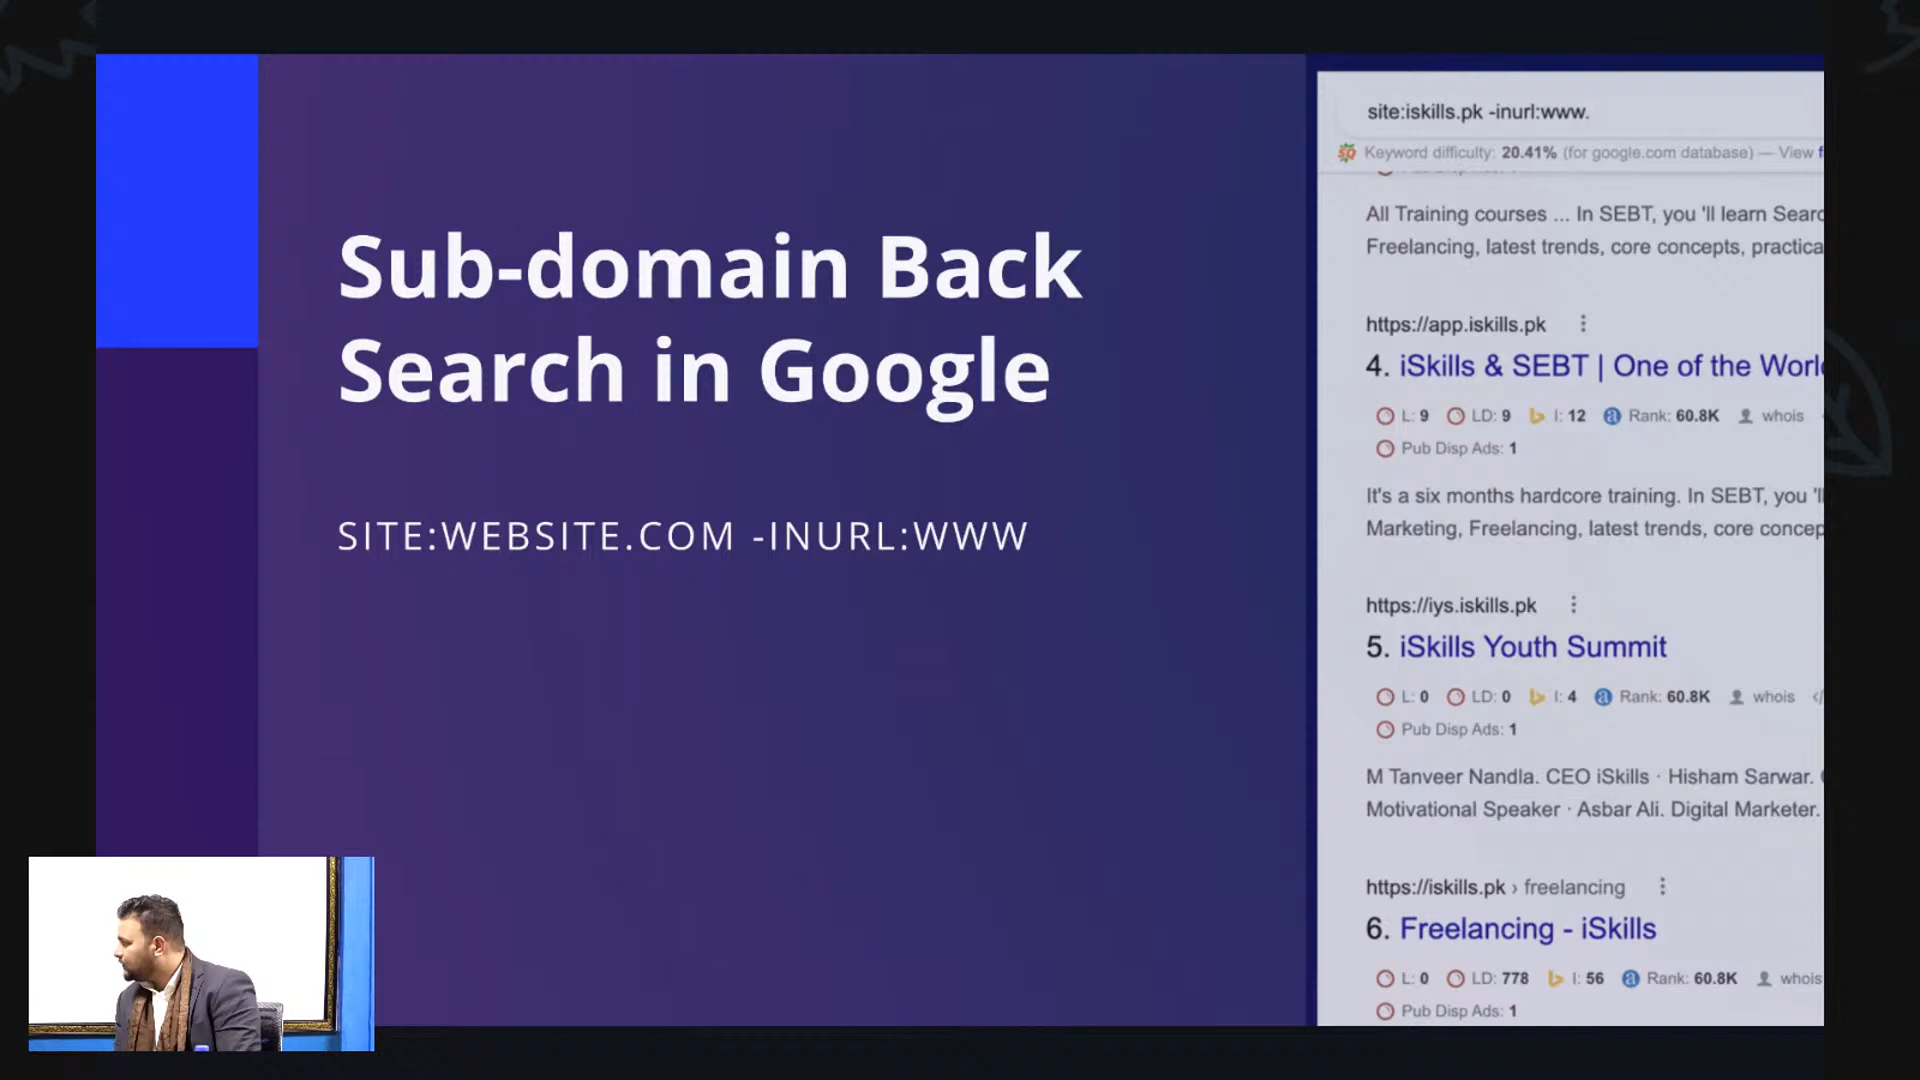 Sub-domain Back
Search in Google
SITE:WEBSITE.COM -INURL:WWW
site:iskills.pk -inurl:www.
Keyword difficulty: 20.41% (for google.com database) — View
All Training courses ... In SEBT, you 'll learn
Freelancing, latest trends, core concepts,
https://app.iskills.pk
4. iSkills & SEBT | One of the
L: 9 LD: 9 I: 12 Rank: 60.8K whois
Pub Disp Ads: 1
It's a six months hardcore training. In SEBT, you
Marketing, Freelancing, latest trends, core
https://iys.iskills.pk
5. iSkills Youth Summit
L: 0 LD: 0 I: 4 Rank: 60.8K whois
Pub Disp Ads: 1
M Tanveer Nandla. CEO iSkills · Hisham Sarwar.
Motivational Speaker · Asbar Ali. Digital Marketer.
https://iskills.pk › freelancing
6. Freelancing - iSkills
L: 0 LD: 778 I: 56 Rank: 60.8K whois
Pub Disp Ads: 1